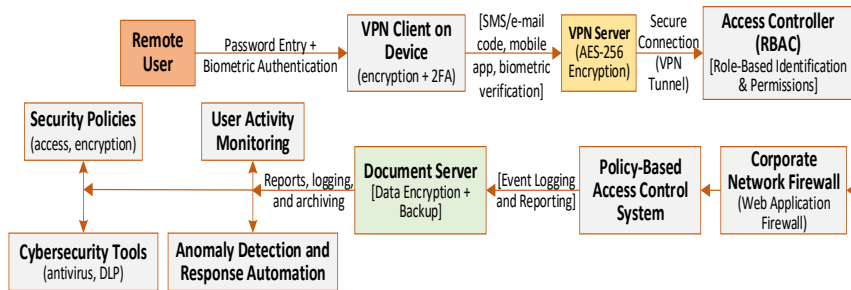 Remote
User
Password Entry +
Biometric Authentication
VPN Client on
Device
(encryption + 2FA)
[SMS/e-mail
code, mobile
app, biometric
verification]
VPN Server
(AES-256
Encryption)
Secure
Connection
(VPN
Tunnel)
Access Controller
(RBAC)
[Role-Based Identification
& Permissions]
Security Policies
(access, encryption)
User Activity
Monitoring
Reports, logging,
and archiving
Document Server
[Data Encryption +
Backup]
[Event Logging
and Reporting]
Policy-Based
Access Control
System
Corporate
Network Firewall
(Web Application
Firewall)
Cybersecurity Tools
(antivirus, DLP)
Anomaly Detection and
Response Automation